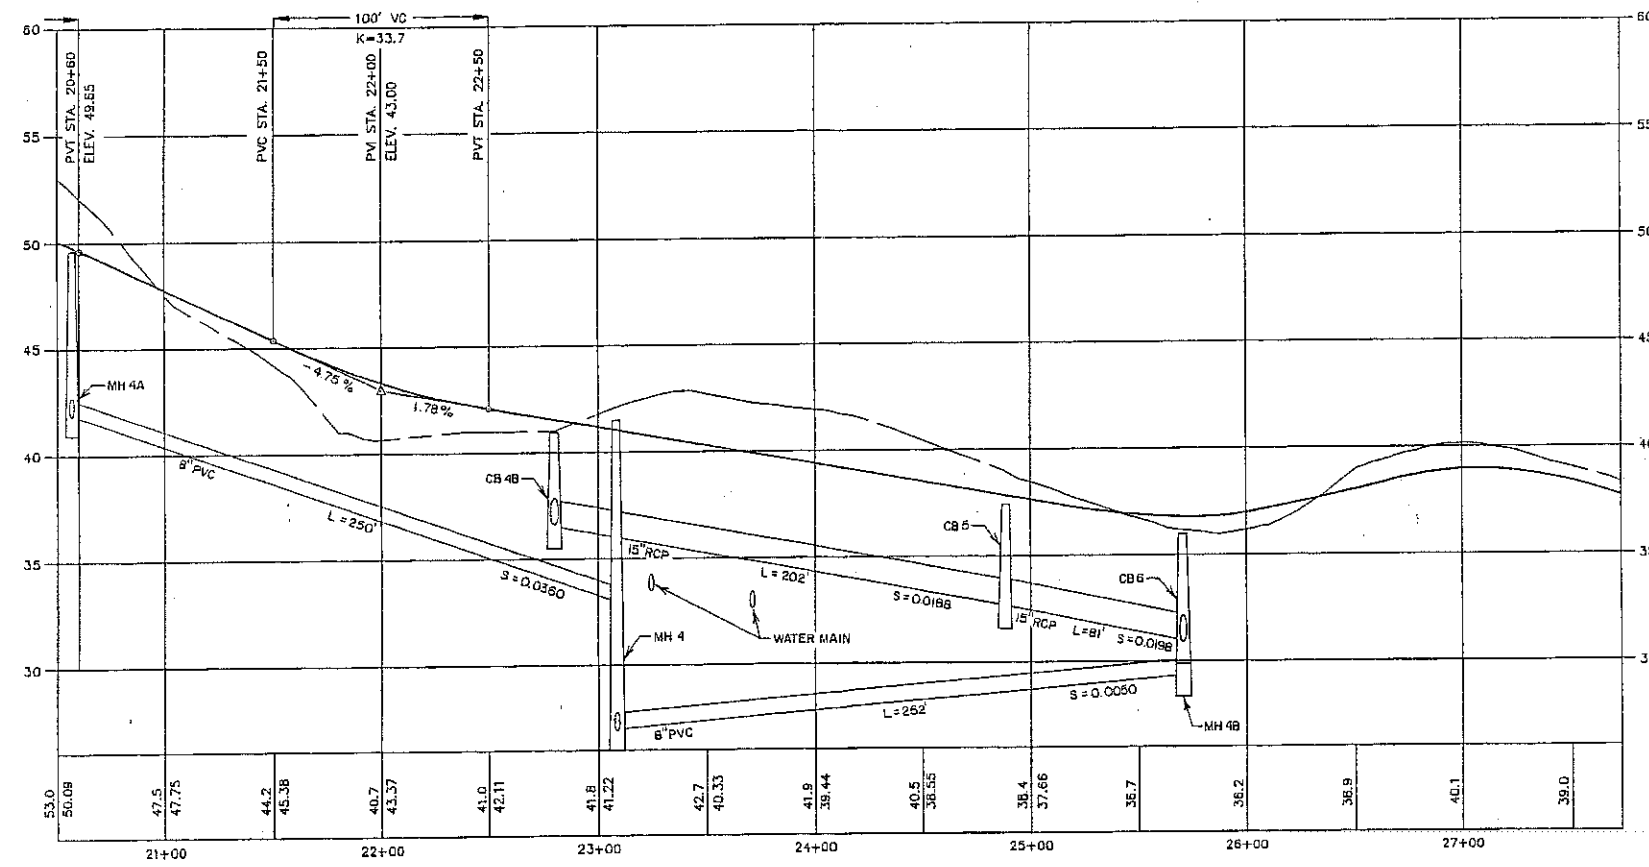 100' VC
K=33.7
60
60
PVT STA. 20+60
ELEV. 49.65
PVC STA. 21+50
PVI STA. 22+00
ELEV. 43.00
PVT STA. 22+50
55
55
50
50
45
45
-4.75 %
1.78%
MH 4A
40
40
8" PVC
CB 4B
L = 250'
S = 0.0360
CB 5
35
35
15" RCP
L = 202'
S = 0.0188
CB 6
15" RCP
L=81'
S = 0.0198
MH 4
WATER MAIN
30
3
S = 0.0050
L = 252'
8" PVC
MH 4B
53.0
50.09
47.5
47.75
44.2
45.38
40.7
43.37
41.0
42.11
41.8
41.22
42.7
40.33
41.9
39.44
40.5
38.55
38.4
37.66
36.7
36.2
38.9
40.1
39.0
21+00
22+00
23+00
24+00
25+00
26+00
27+00